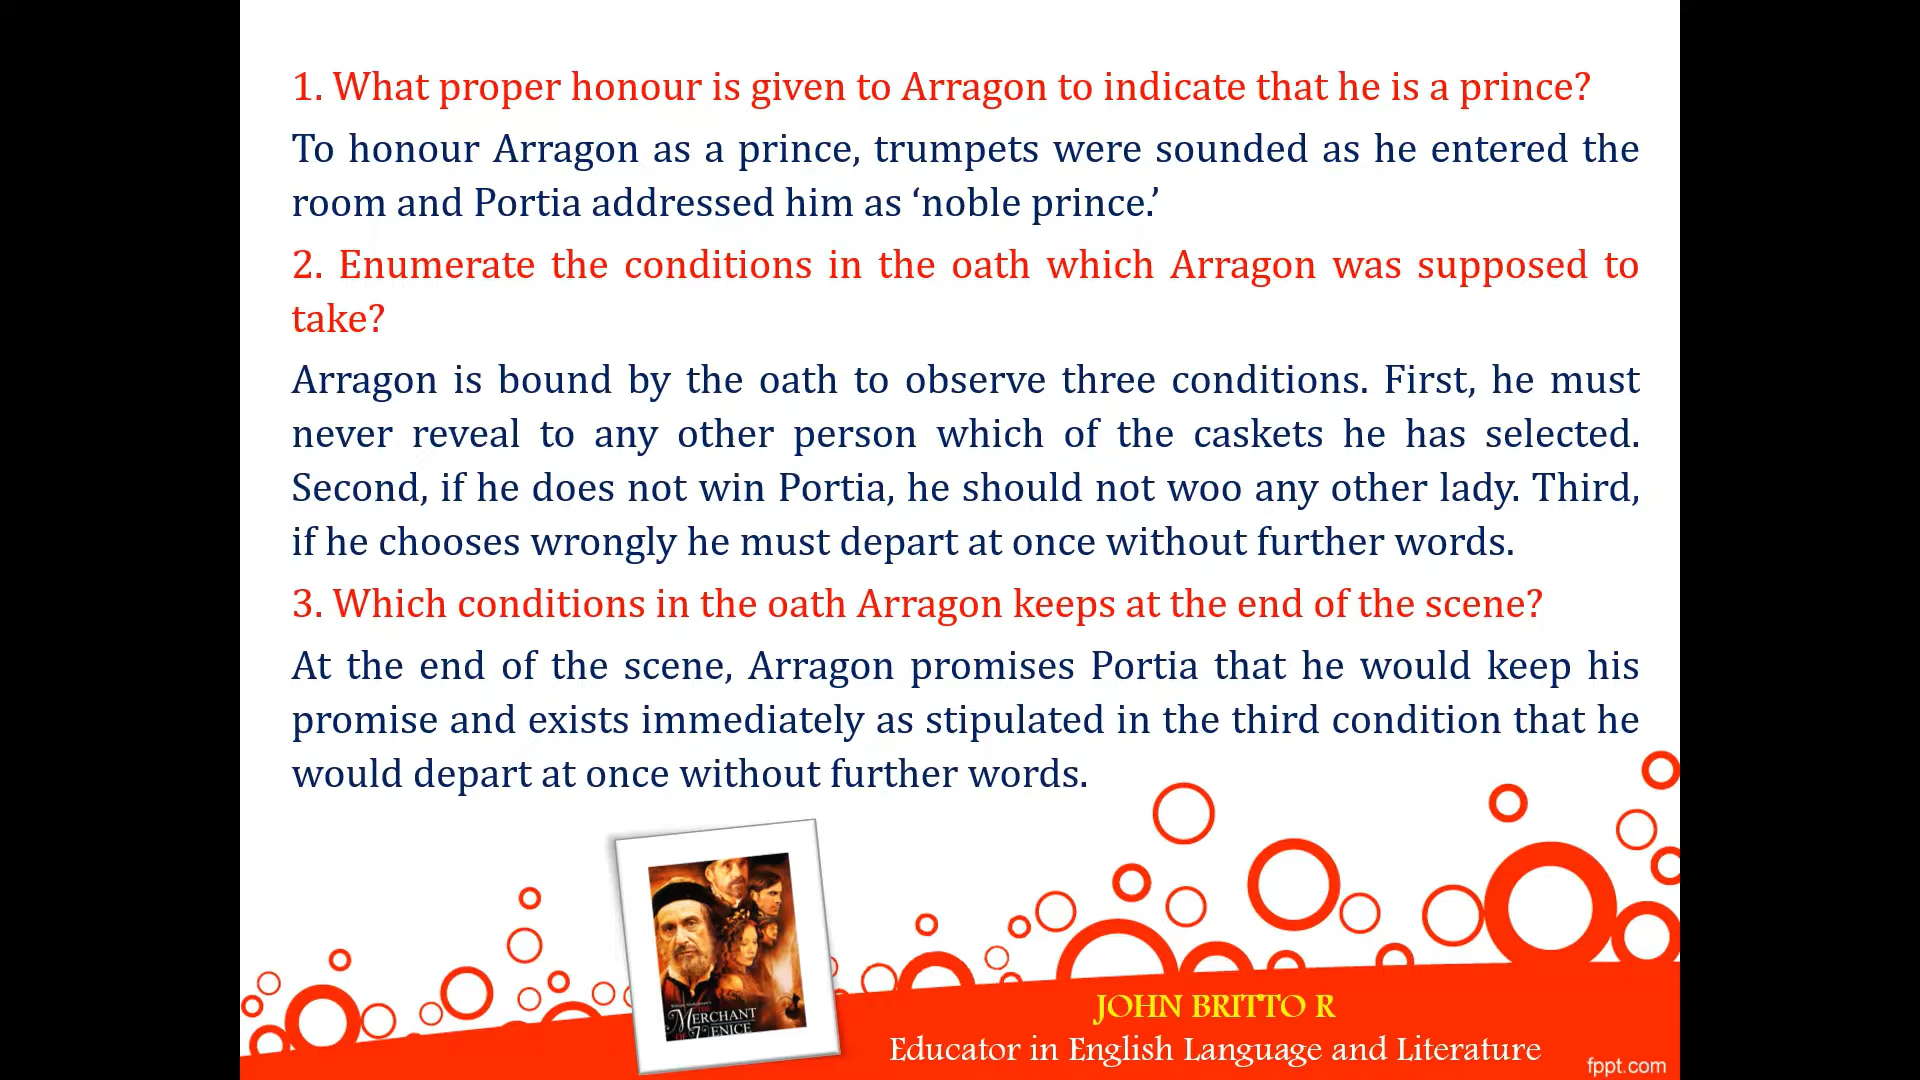 1. What proper honour is given to Arragon to indicate that he is a prince?
To honour Arragon as a prince, trumpets were sounded as he entered the
room and Portia addressed him as ‘noble prince.’
2. Enumerate the conditions in the oath which Arragon was supposed to
take?
Arragon is bound by the oath to observe three conditions. First, he must
never reveal to any other person which of the caskets he has selected.
Second, if he does not win Portia, he should not woo any other lady. Third,
if he chooses wrongly he must depart at once without further words.
3. Which conditions in the oath Arragon keeps at the end of the scene?
At the end of the scene, Arragon promises Portia that he would keep his
promise and exists immediately as stipulated in the third condition that he
would depart at once without further words.
William Shakespeare's
THE
MERCHANT
OF VENICE
JOHN BRITTO R
Educator in English Language and Literature
fppt.com